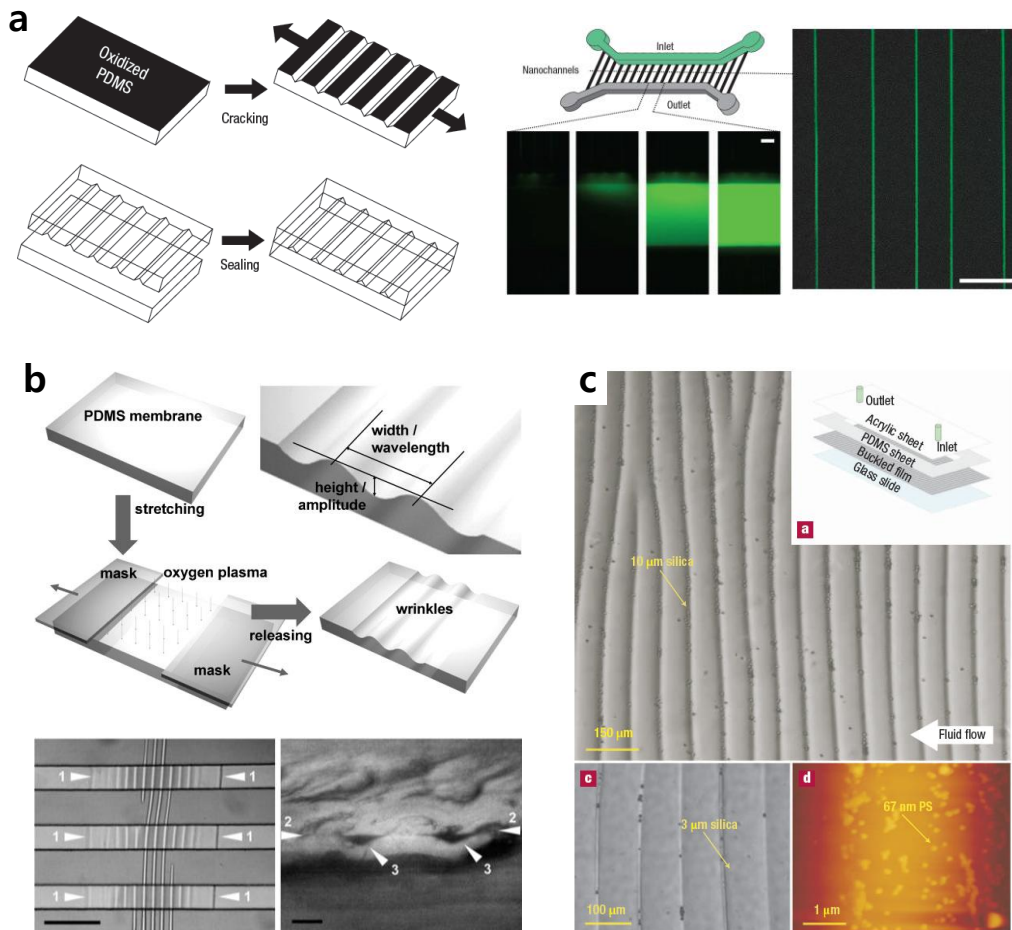 a
Oxidized
PDMS
Cracking
Sealing
Inlet
Nanochannels
Outlet
b
PDMS membrane
width /
wavelength
height /
amplitude
stretching
mask
oxygen plasma
wrinkles
releasing
mask
1
1
1
1
1
1
2
2
3
3
c
Outlet
Acrylic sheet
Inlet
PDMS sheet
Buckled film
Glass slide
a
10 μm silica
150 μm
Fluid flow
c
3 μm silica
100 μm
d
67 nm PS
1 μm